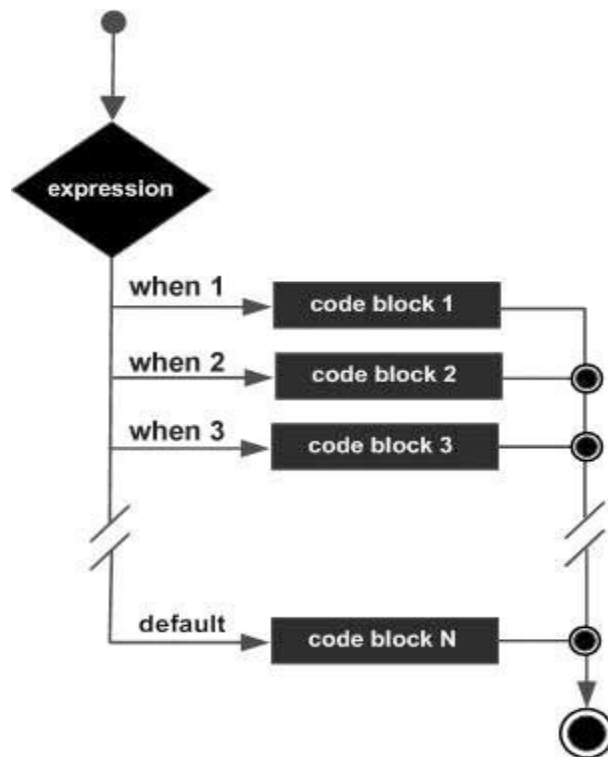 expression
when 1
code block 1
when 2
code block 2
when 3
code block 3
default
code block N